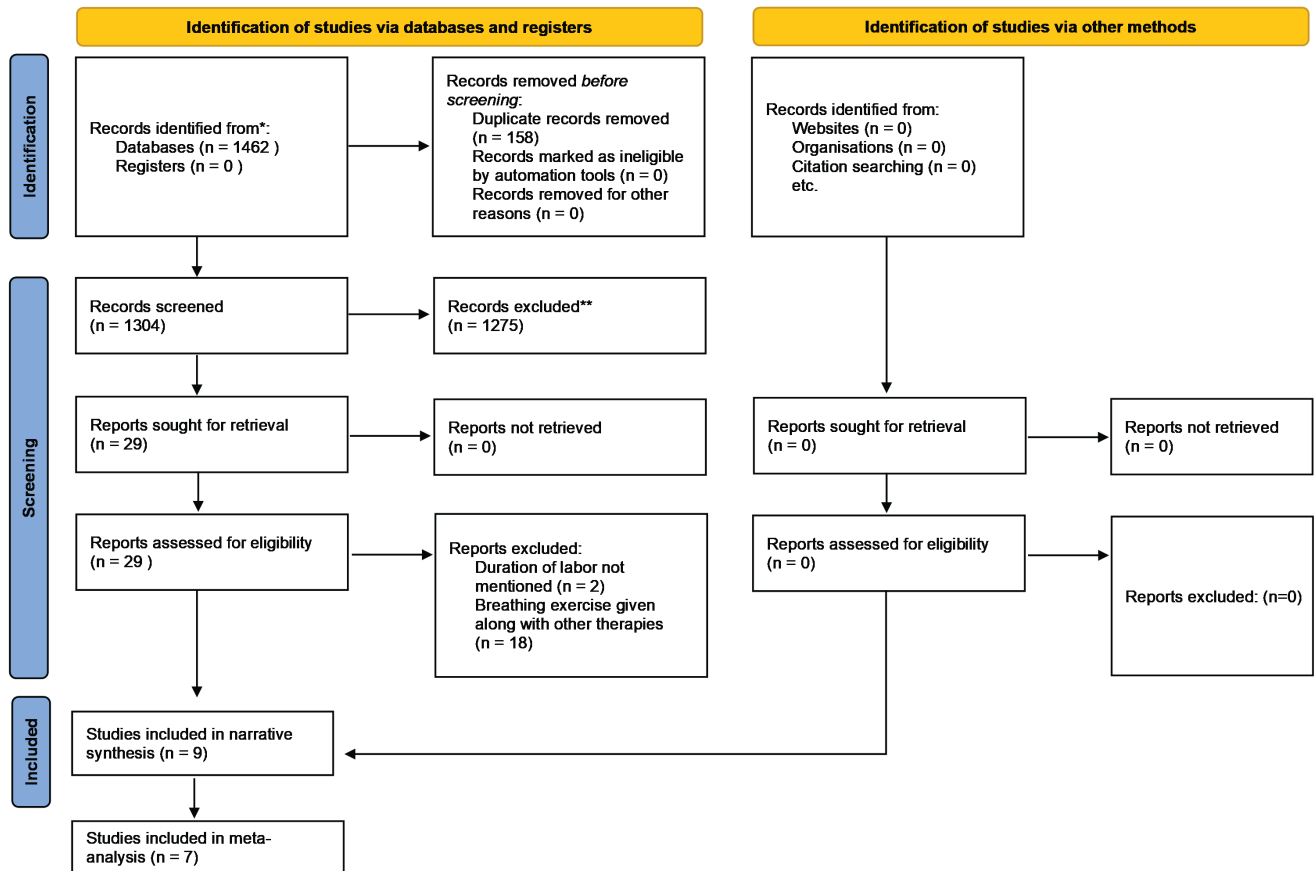 Identification of studies via databases and registers
Identification of studies via other methods
Identification
Records identified from*:
Databases (n = 1462 )
Registers (n = 0 )
Records removed before
screening:
Duplicate records removed
(n = 158)
Records marked as ineligible
by automation tools (n = 0)
Records removed for other
reasons (n = 0)
Records identified from:
Websites (n = 0)
Organisations (n = 0)
Citation searching (n = 0)
etc.
Screening
Records screened
(n = 1304)
Records excluded**
(n = 1275)
Reports sought for retrieval
(n = 29)
Reports not retrieved
(n = 0)
Reports sought for retrieval
(n = 0)
Reports not retrieved
(n = 0)
Reports assessed for eligibility
(n = 29 )
Reports excluded:
Duration of labor not
mentioned (n = 2)
Breathing exercise given
along with other therapies
(n = 18)
Reports assessed for eligibility
(n = 0)
Reports excluded: (n=0)
Included
Studies included in narrative
synthesis (n = 9)
Studies included in meta-
analysis (n = 7)